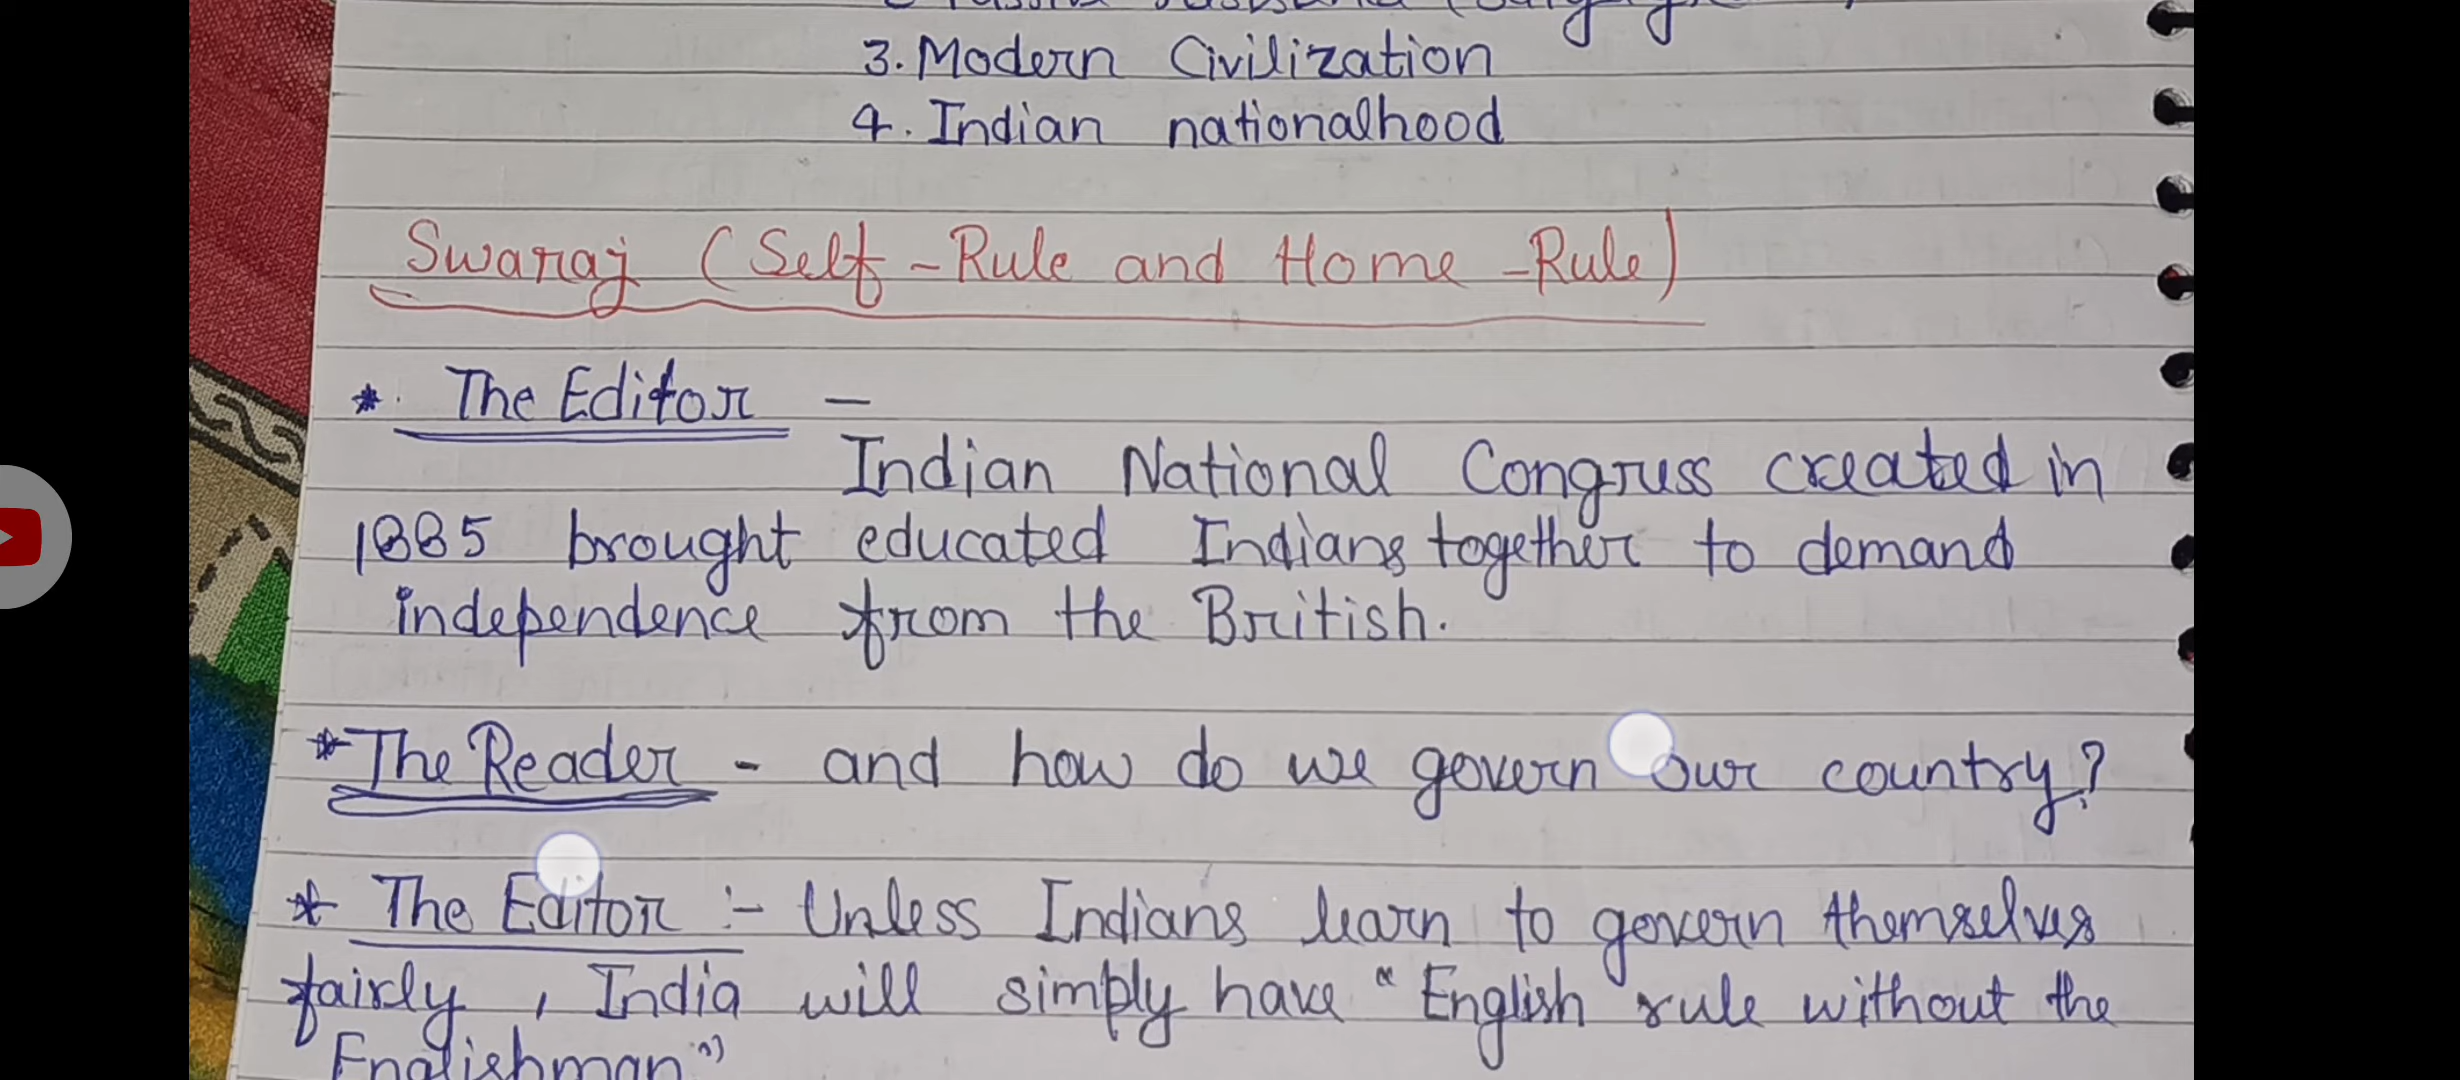 3. Modern Civilization
4. Indian nationalhood
Swaraj (Self-Rule and Home-Rule)
* The Editor -
Indian National Congress created in
1885 brought educated Indians together to demand
independence from the British.
* The Reader - and how do we govern our country?
* The Editor :- Unless Indians learn to govern themselves
fairly, India will simply have "English rule without the
Englishman"